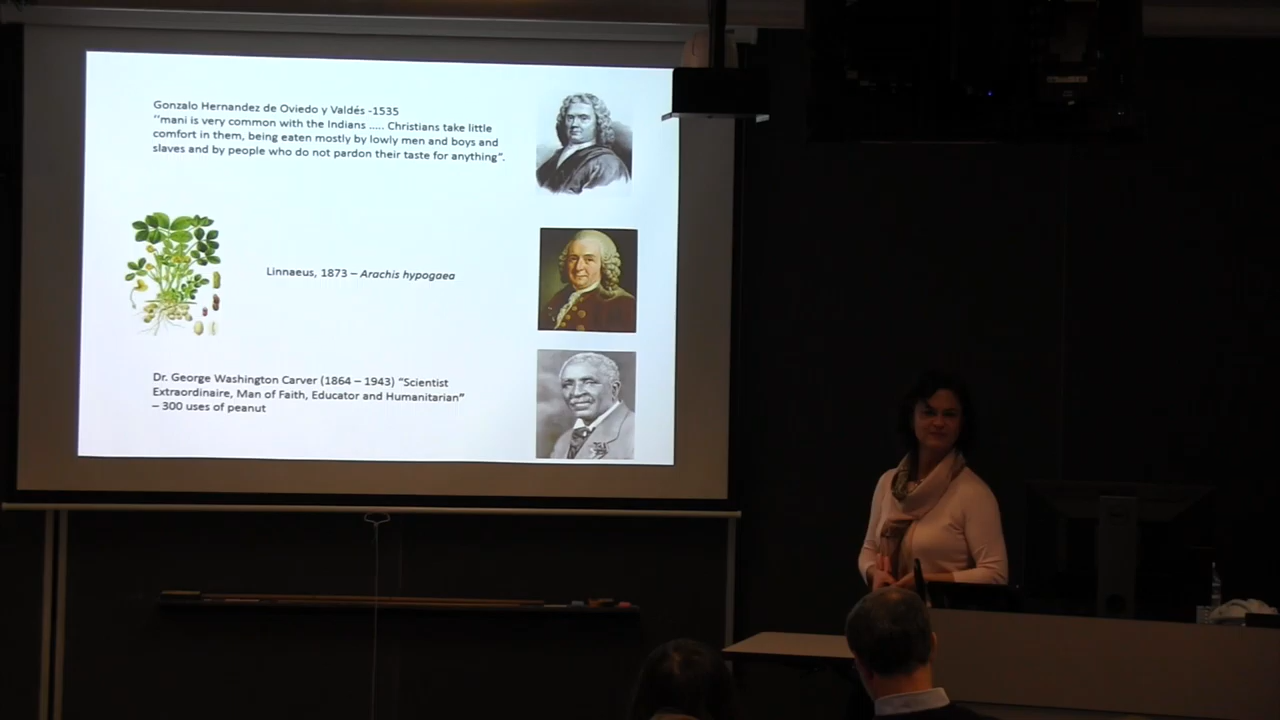 Gonzalo Hernandez de Oviedo y Valdés -1535
"mani is very common with the Indians ..... Christians take little
comfort in them, being eaten mostly by lowly men and boys and
slaves and by people who do not pardon their taste for anything".
Linnaeus, 1873 – Arachis hypogaea
Dr. George Washington Carver (1864 – 1943) "Scientist
Extraordinaire, Man of Faith, Educator and Humanitarian"
– 300 uses of peanut